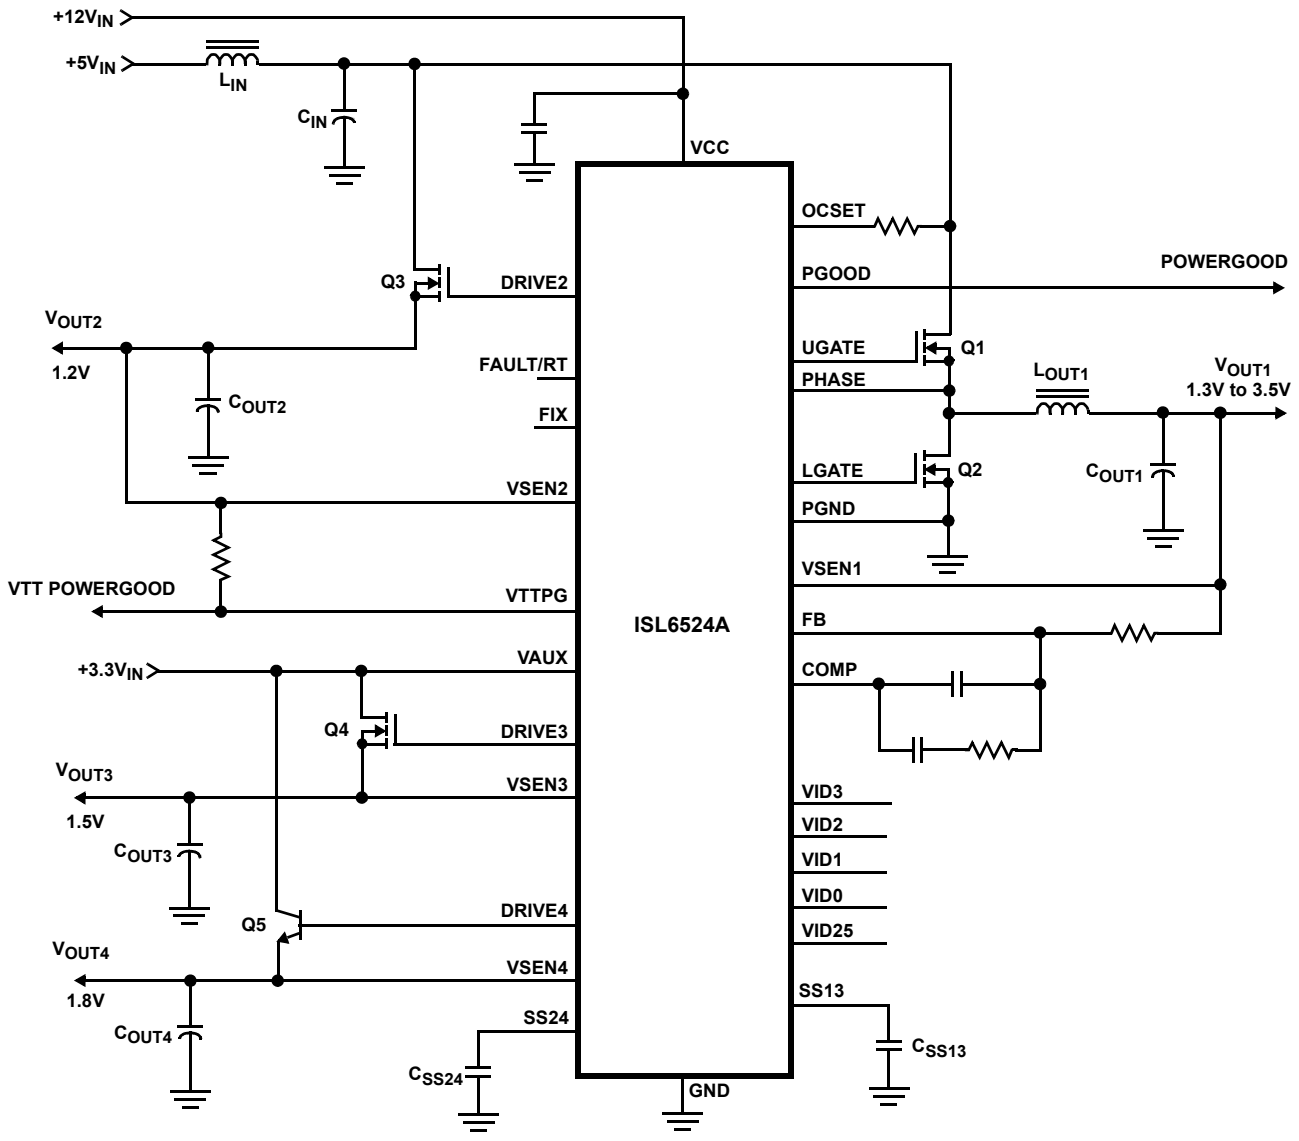 +12VIN
+5VIN
LIN
CIN
VCC
OCSET
PGOOD
POWERGOOD
Q3
DRIVE2
VOUT2
1.2V
COUT2
FAULT/RT
FIX
UGATE
Q1
PHASE
LOUT1
VOUT1
1.3V to 3.5V
LGATE
Q2
COUT1
PGND
VSEN2
VSEN1
VTT POWERGOOD
VTTPG
ISL6524A
FB
+3.3VIN
VAUX
COMP
Q4
DRIVE3
VOUT3
1.5V
VSEN3
COUT3
VID3
VID2
VID1
VID0
VID25
Q5
DRIVE4
VOUT4
1.8V
VSEN4
COUT4
SS24
CSS24
SS13
CSS13
GND